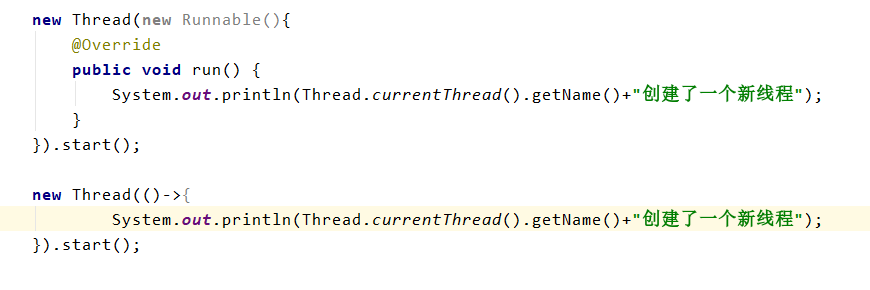 new Thread(new Runnable(){
    @Override
    public void run() {
        System.out.println(Thread.currentThread().getName()+"创建了一个新线程");
    }
}).start();

new Thread(()->{
        System.out.println(Thread.currentThread().getName()+"创建了一个新线程");
}).start();